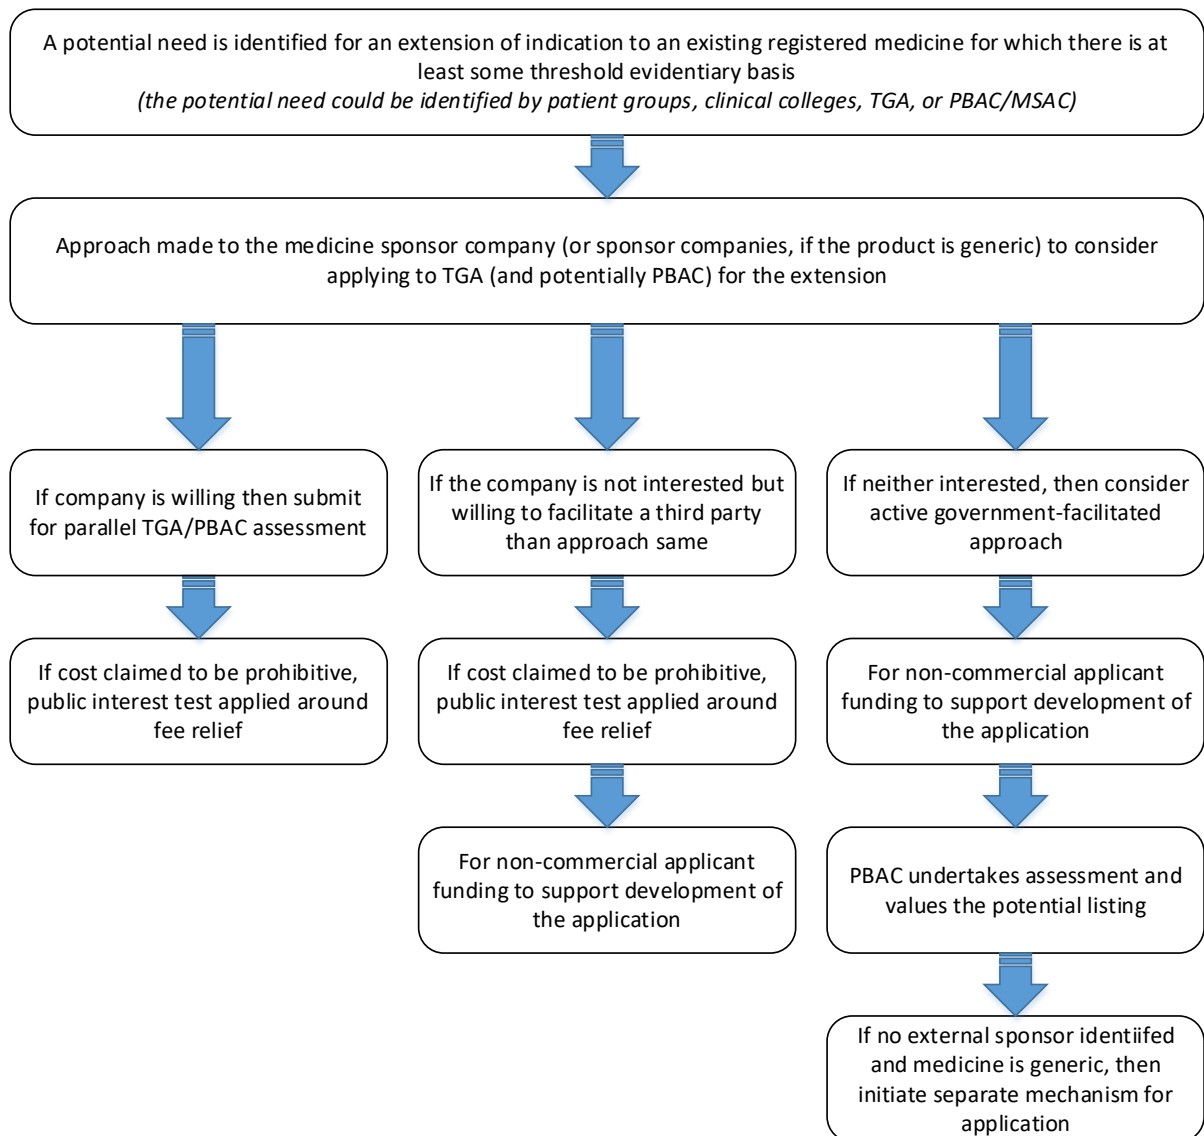 A potential need is identified for an extension of indication to an existing registered medicine for which there is at
least some threshold evidentiary basis
(the potential need could be identified by patient groups, clinical colleges, TGA, or PBAC/MSAC)
Approach made to the medicine sponsor company (or sponsor companies, if the product is generic) to consider
applying to TGA (and potentially PBAC) for the extension
If company is willing then submit
for parallel TGA/PBAC assessment
If the company is not interested but
willing to facilitate a third party
than approach same
If neither interested, then consider
active government-facilitated
approach
If cost claimed to be prohibitive,
public interest test applied around
fee relief
If cost claimed to be prohibitive,
public interest test applied around
fee relief
For non-commercial applicant
funding to support development of
the application
For non-commercial applicant
funding to support development of
the application
PBAC undertakes assessment and
values the potential listing
If no external sponsor identiifed
and medicine is generic, then
initiate separate mechanism for
application